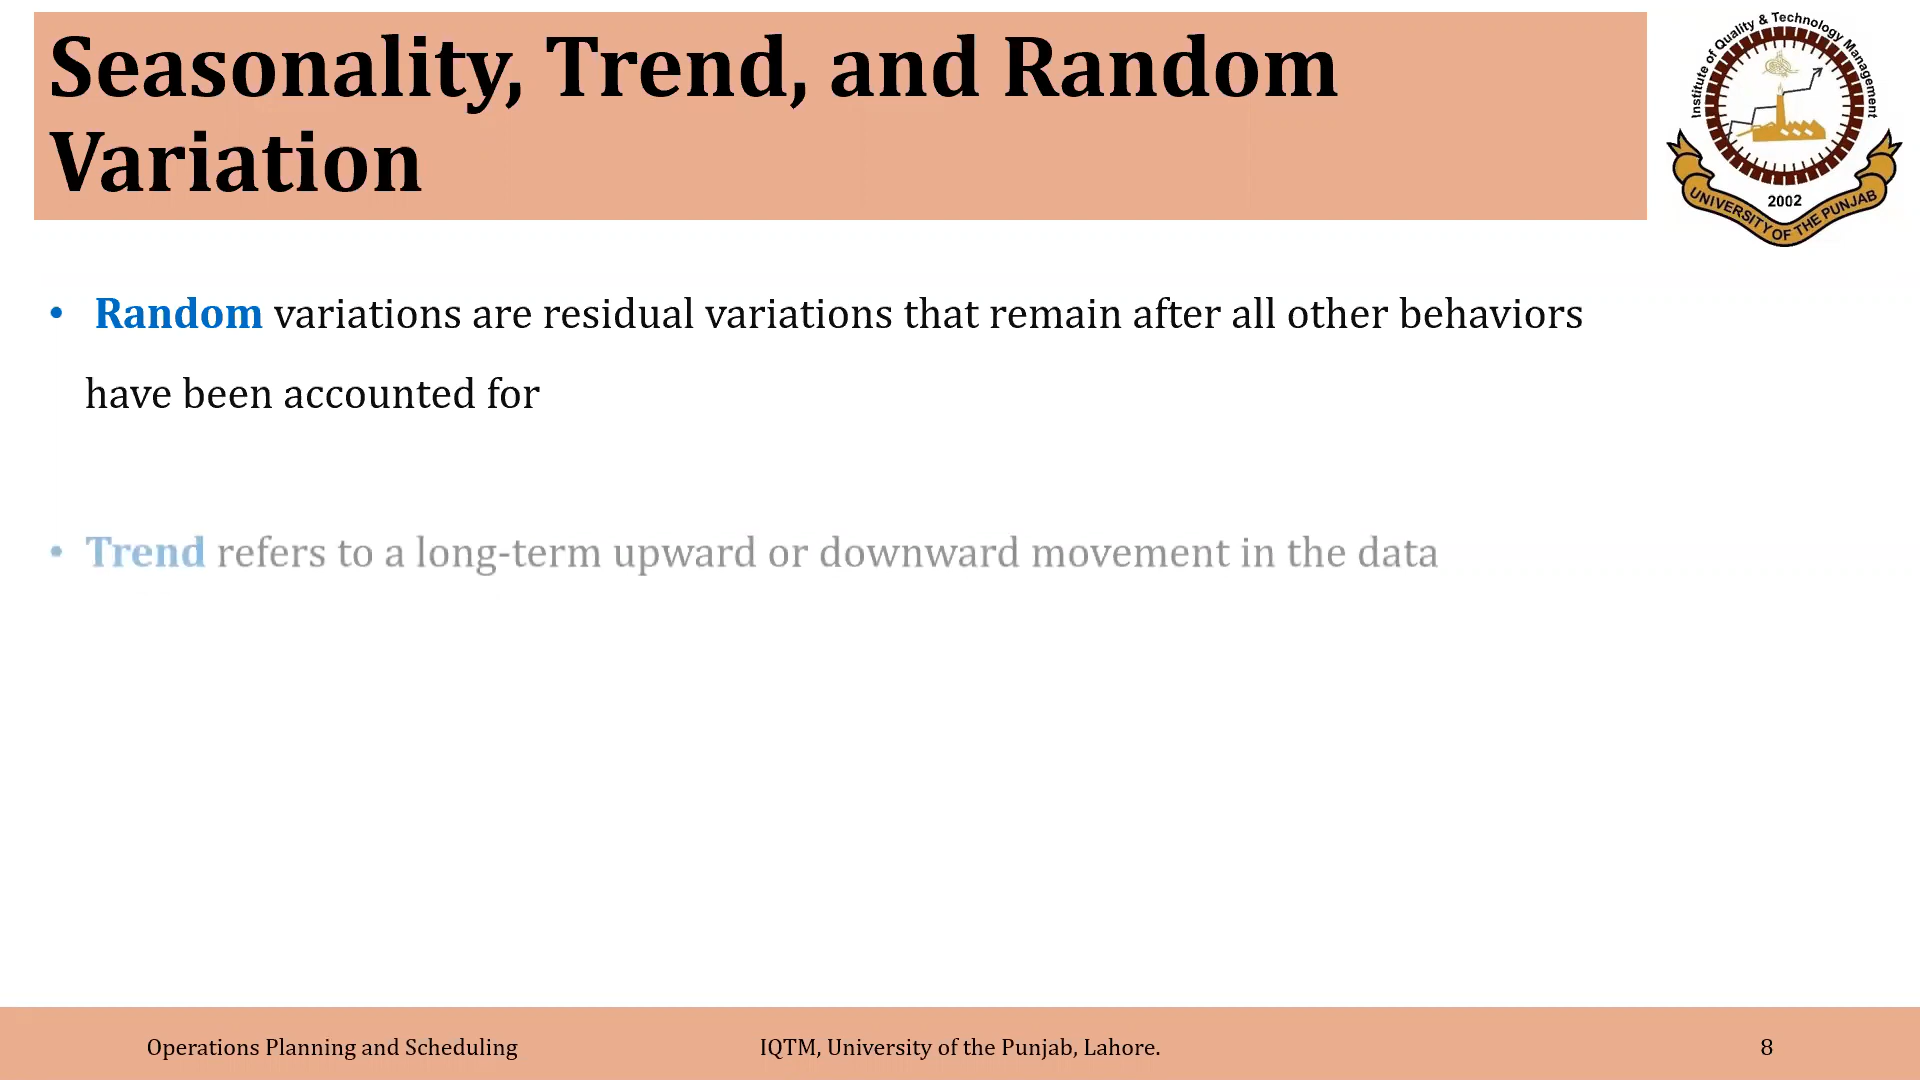 Seasonality, Trend, and Random
Variation
Institute of Quality & Technology Management
2002
UNIVERSITY OF THE PUNJAB
• Random variations are residual variations that remain after all other behaviors
have been accounted for
• Trend refers to a long-term upward or downward movement in the data
Operations Planning and Scheduling
IQTM, University of the Punjab, Lahore.
8